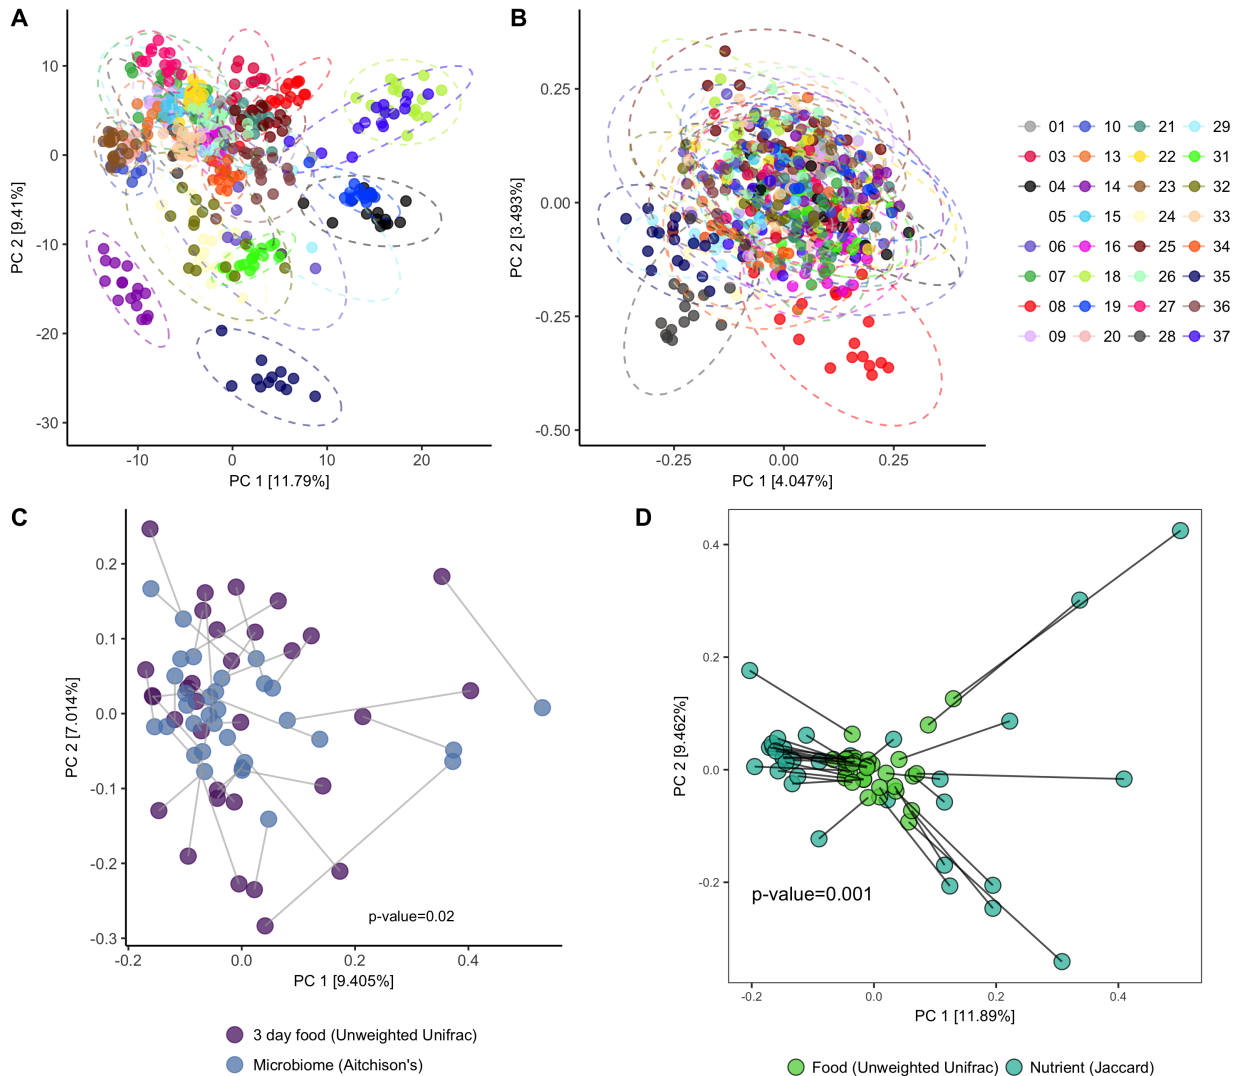 A
B
10
0
-10
-20
-30
PC 2 [9.41%]
-10
0
10
20
PC 1 [11.79%]
0.25
0.00
-0.25
-0.50
PC 2 [3.493%]
-0.25
0.00
0.25
PC 1 [4.047%]
01 10 21 29
03 13 22 31
04 14 23 32
05 15 24 33
06 16 25 34
07 18 26 35
08 19 27 36
09 20 28 37
C
D
0.2
0.1
0.0
-0.1
-0.2
-0.3
PC 2 [7.014%]
p-value=0.02
-0.2
0.0
0.2
0.4
PC 1 [9.405%]
3 day food (Unweighted Unifrac)
Microbiome (Aitchison's)
0.4
0.2
0.0
-0.2
PC 2 [9.462%]
p-value=0.001
-0.2
0.0
0.2
0.4
PC 1 [11.89%]
Food (Unweighted Unifrac)
Nutrient (Jaccard)